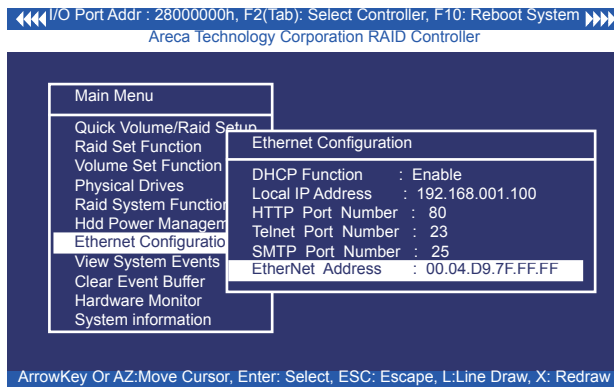 I/O Port Addr : 28000000h, F2(Tab): Select Controller, F10: Reboot System
Areca Technology Corporation RAID Controller
Main Menu
Quick Volume/Raid Setup
Raid Set Function
Volume Set Function
Physical Drives
Raid System Function
Hdd Power Managem
Ethernet Configuratio
View System Events
Clear Event Buffer
Hardware Monitor
System information
Ethernet Configuration
DHCP Function : Enable
Local IP Address : 192.168.001.100
HTTP Port Number : 80
Telnet Port Number : 23
SMTP Port Number : 25
EtherNet Address : 00.04.D9.7F.FF.FF
ArrowKey Or AZ:Move Cursor, Enter: Select, ESC: Escape, L:Line Draw, X: Redraw